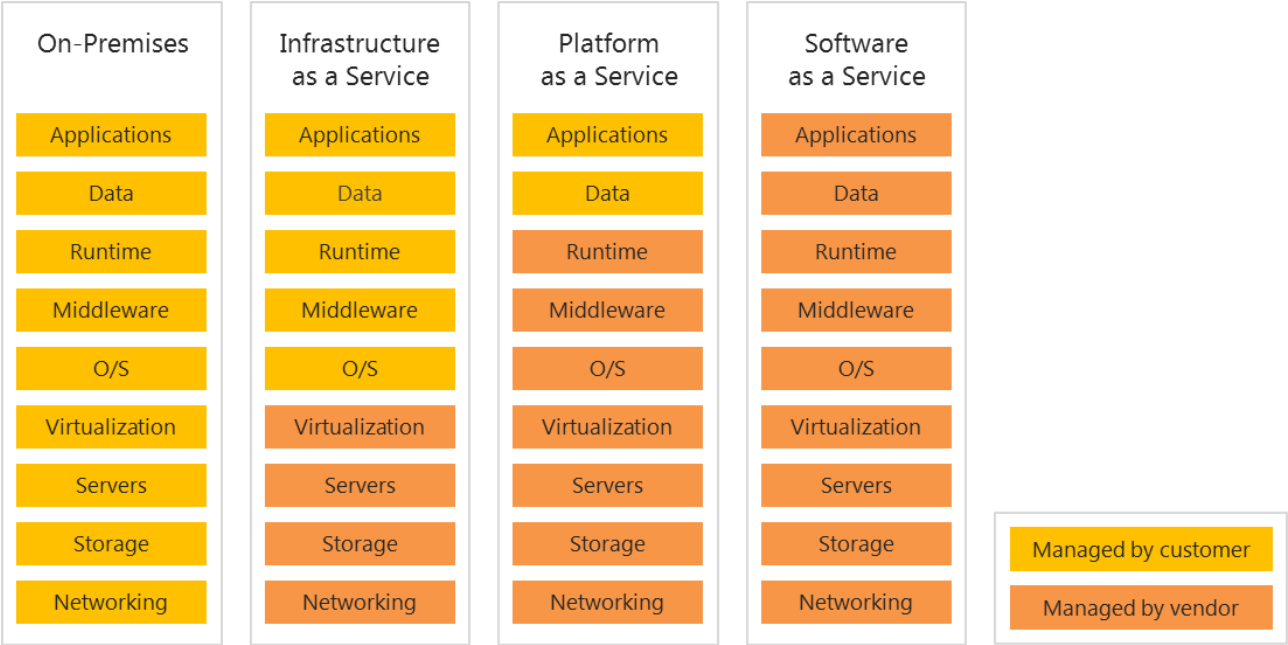 On-Premises
Applications
Data
Runtime
Middleware
O/S
Virtualization
Servers
Storage
Networking
Infrastructure
as a Service
Applications
Data
Runtime
Middleware
O/S
Virtualization
Servers
Storage
Networking
Platform
as a Service
Applications
Data
Runtime
Middleware
O/S
Virtualization
Servers
Storage
Networking
Software
as a Service
Applications
Data
Runtime
Middleware
O/S
Virtualization
Servers
Storage
Networking
Managed by customer
Managed by vendor